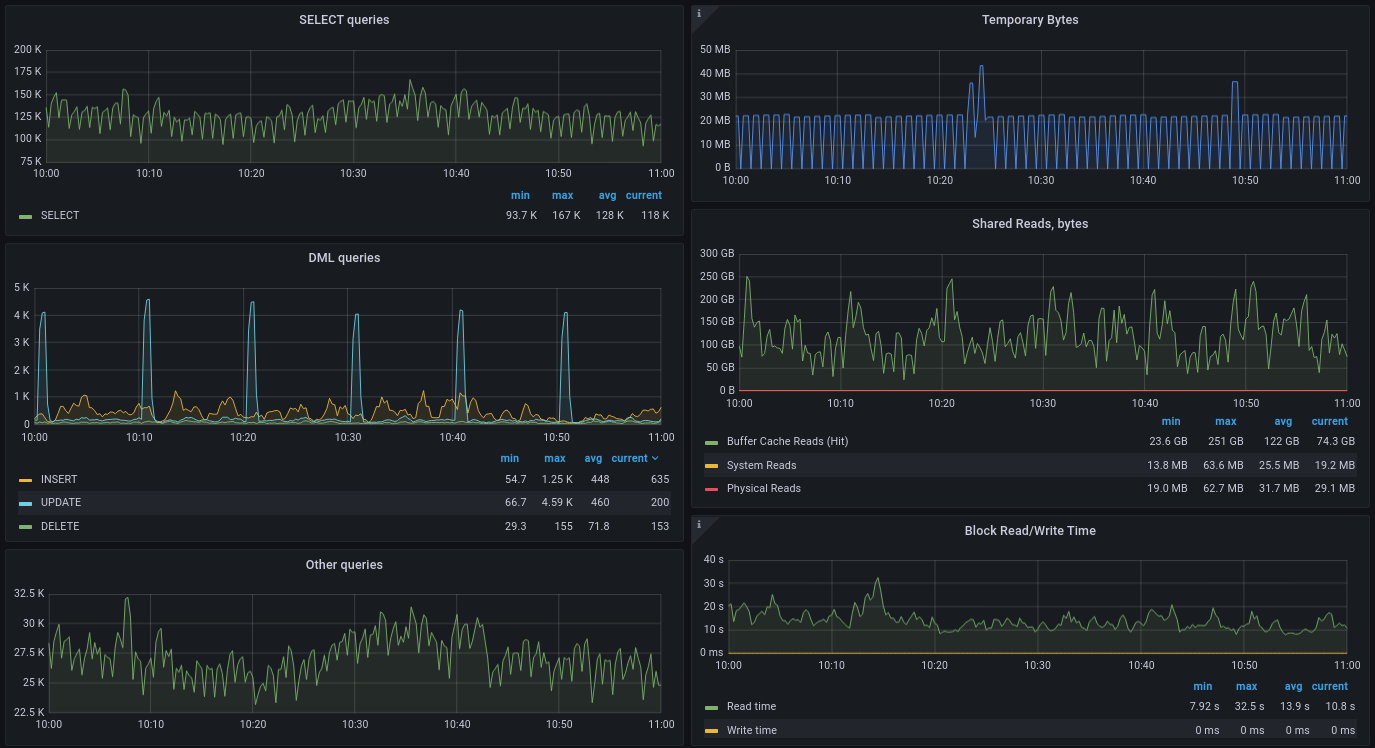 SELECT queries
200 K
175 K
150 K
125 K
100 K
75 K
10:00 10:10 10:20 10:30 10:40 10:50 11:00
min max avg current
SELECT 93.7 K 167 K 128 K 118 K
DML queries
5 K
4 K
3 K
2 K
1 K
0
10:00 10:10 10:20 10:30 10:40 10:50 11:00
min max avg current
INSERT 54.7 1.25 K 448 635
UPDATE 66.7 4.59 K 460 200
DELETE 29.3 155 71.8 153
Other queries
32.5 K
30 K
27.5 K
25 K
22.5 K
10:00 10:10 10:20 10:30 10:40 10:50 11:00
i
Temporary Bytes
50 MB
40 MB
30 MB
20 MB
10 MB
0 B
10:00 10:10 10:20 10:30 10:40 10:50 11:00
Shared Reads, bytes
300 GB
250 GB
200 GB
150 GB
100 GB
50 GB
0 B
10:00 10:10 10:20 10:30 10:40 10:50 11:00
min max avg current
Buffer Cache Reads (Hit) 23.6 GB 251 GB 122 GB 74.3 GB
System Reads 13.8 MB 63.6 MB 25.5 MB 19.2 MB
Physical Reads 19.0 MB 62.7 MB 31.7 MB 29.1 MB
i
Block Read/Write Time
40 s
30 s
20 s
10 s
0 ms
10:00 10:10 10:20 10:30 10:40 10:50 11:00
min max avg current
Read time 7.92 s 32.5 s 13.9 s 10.8 s
Write time 0 ms 0 ms 0 ms 0 ms